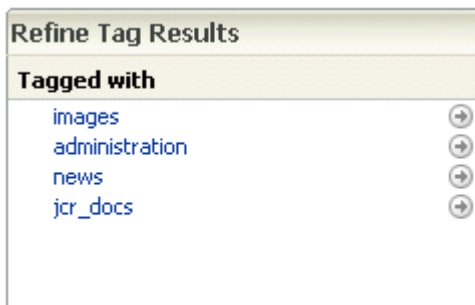 Refine Tag Results
Tagged with
images
administration
news
jcr_docs